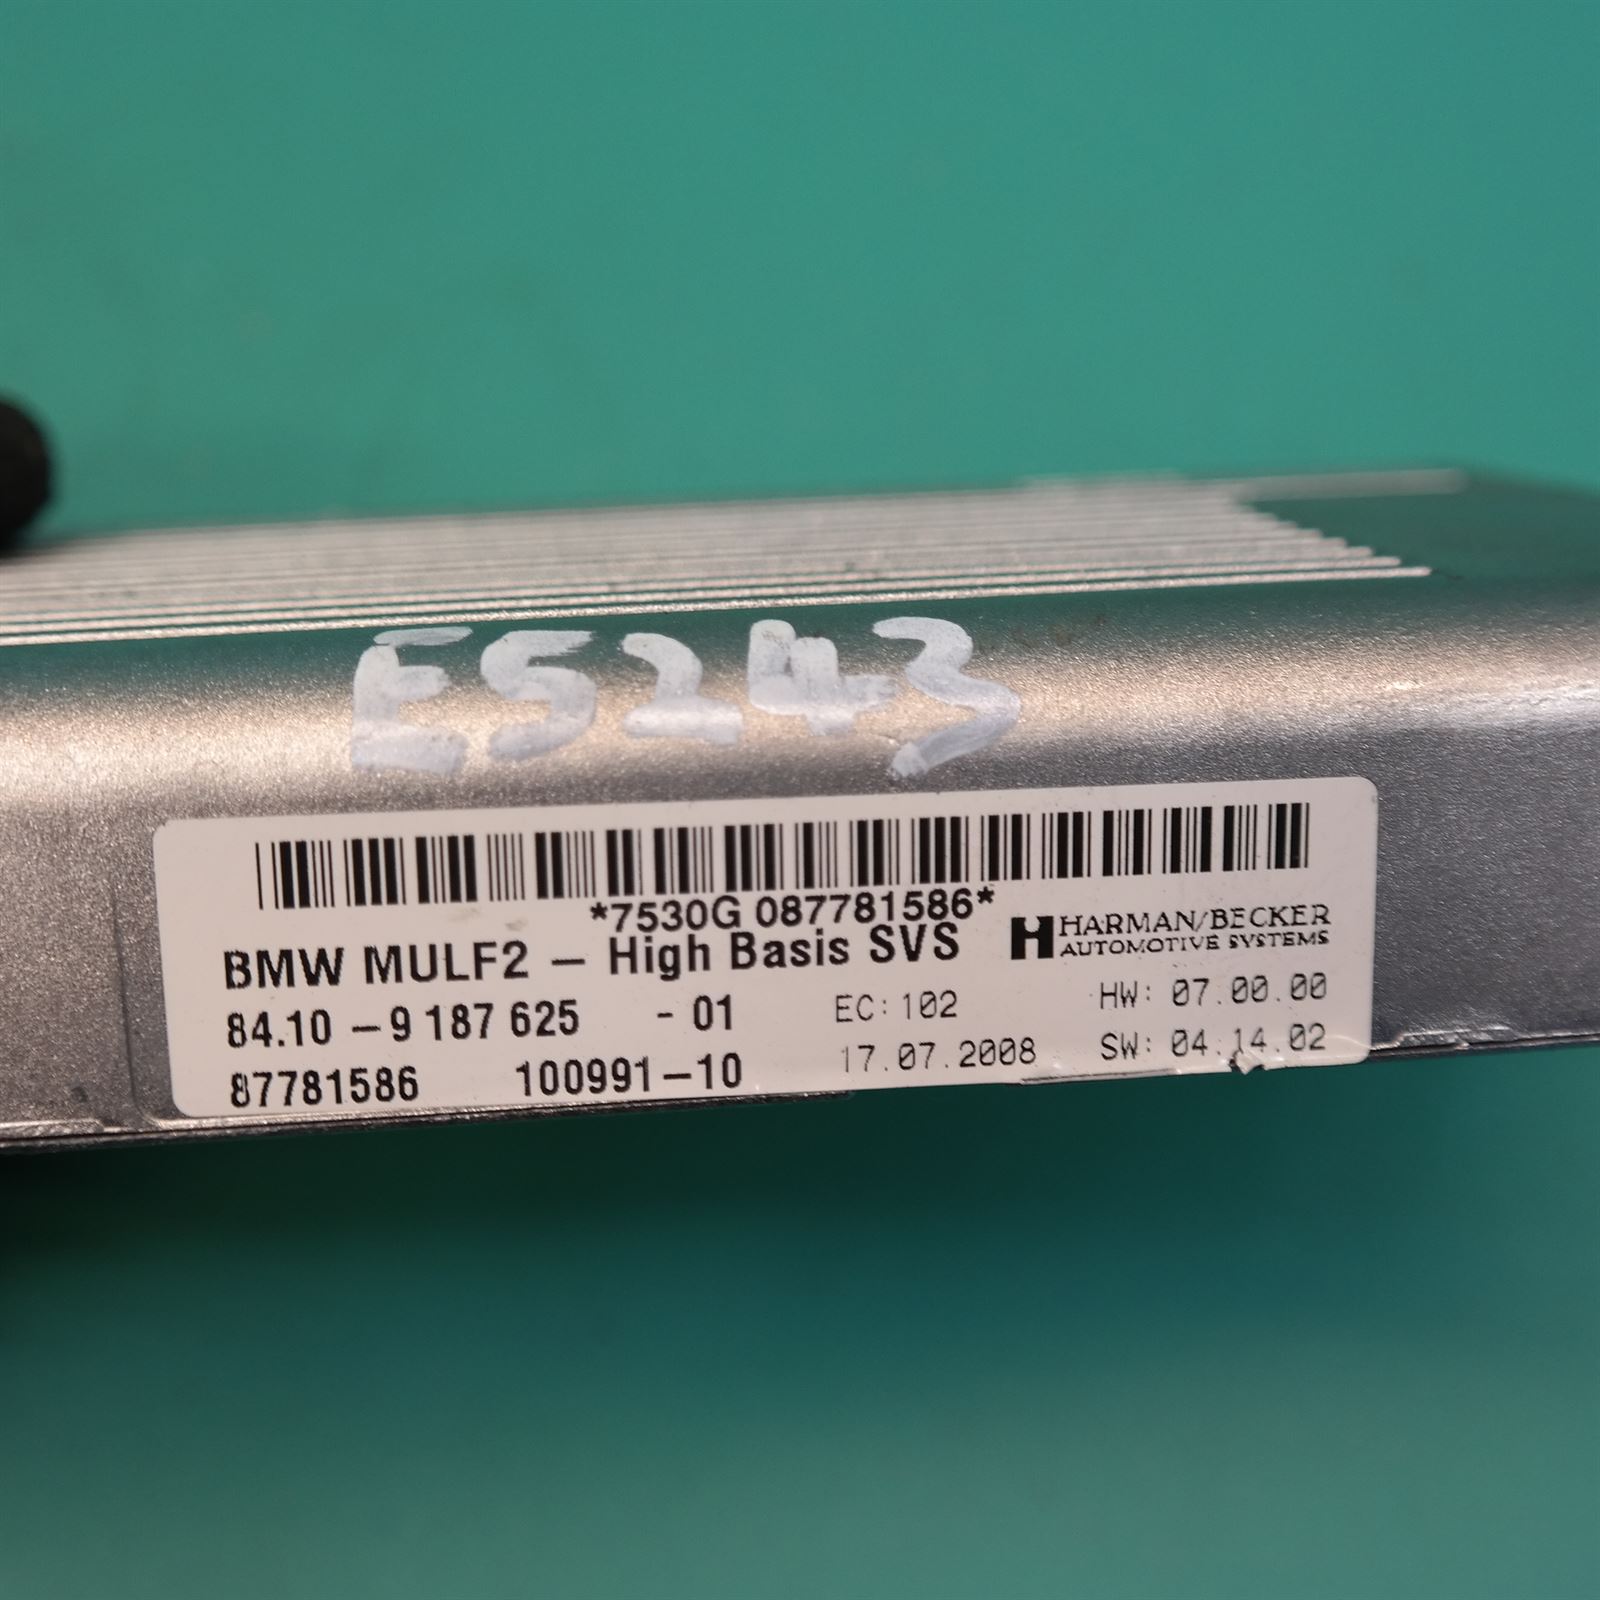 E5243
*7530G 087781586*
BMW MULF2 – High Basis SVS
HARMAN/BECKER
AUTOMOTIVE SYSTEMS
84.10 –9 187 625 - 01 EC: 102 HW: 07.00.00
87781586 100991–10 17.07.2008 SW: 04.14.02